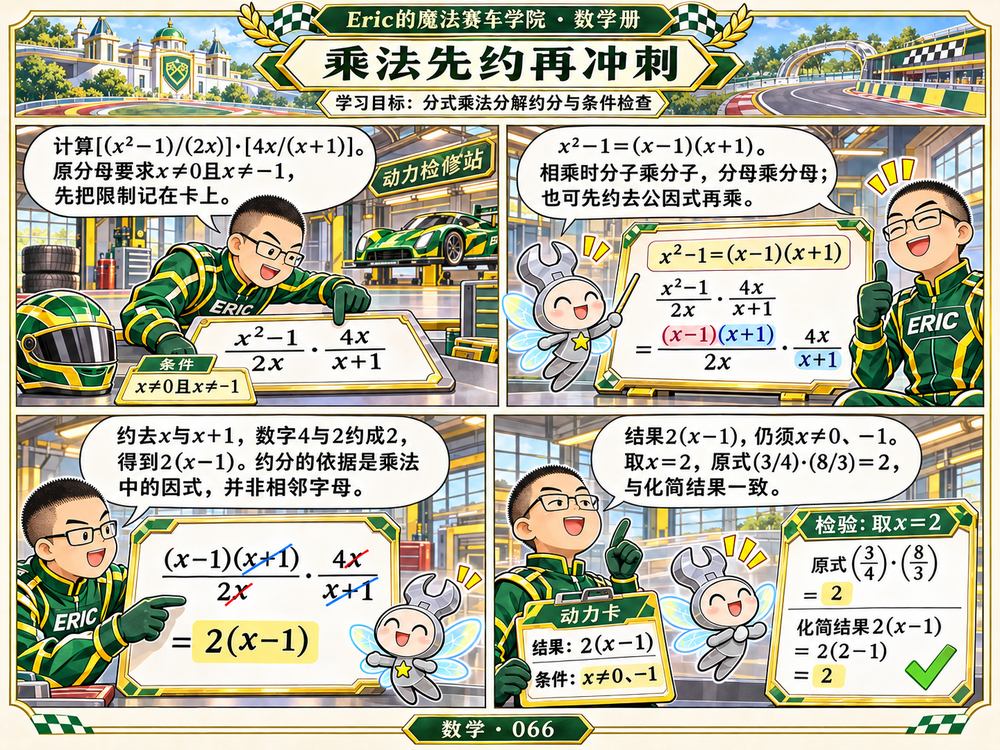 Eric的魔法赛车学院 · 数学册
乘法先约再冲刺
学习目标：分式乘法分解约分与条件检查
计算[(x²−1)/(2x)]·[4x/(x+1)]。
原分母要求x≠0且x≠−1，
先把限制记在卡上。
动力检修站
ERIC
(x²−1)/(2x) · 4x/(x+1)
条件
x≠0且x≠−1
x²−1=(x−1)(x+1)。
相乘时分子乘分子，分母乘分母；
也可先约去公因式再乘。
x²−1=(x−1)(x+1)
(x²−1)/(2x) · 4x/(x+1)
= (x−1)(x+1)/(2x) · 4x/(x+1)
ERIC
约去x与x+1，数字4与2约成2，
得到2(x−1)。约分的依据是乘法
中的因式，并非相邻字母。
(x−1)(x+1)/(2x) · 4x/(x+1)
= 2(x−1)
ERIC
结果2(x−1)，仍须x≠0、−1。
取x=2，原式(3/4)·(8/3)=2，
与化简结果一致。
动力卡
结果：2(x−1)
条件：x≠0、−1
检验：取x=2
原式(3/4)·(8/3)
= 2
化简结果2(x−1)
= 2(2−1)
= 2
数学 · 066